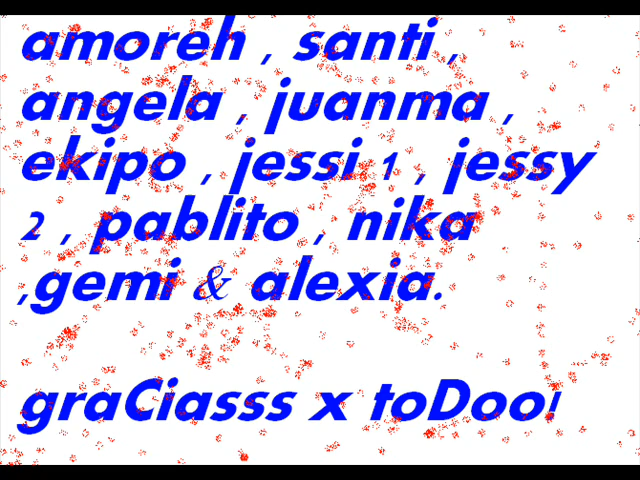 amoreh , santi ,
angela , juanma ,
ekipo , jessi 1 , jessy
2 , pablito , nika
,gemi & alexia.
graCiasss x toDoo!